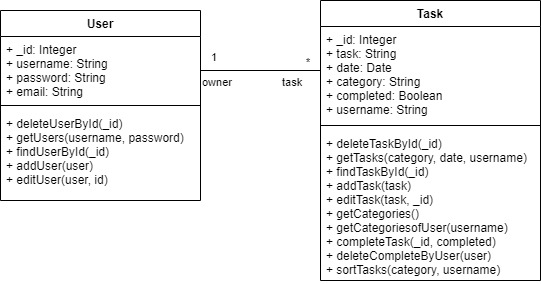 User
+ _id: Integer
+ username: String
+ password: String
+ email: String
+ deleteUserById(_id)
+ getUsers(username, password)
+ findUserById(_id)
+ addUser(user)
+ editUser(user, id)
1
*
owner
task
Task
+ _id: Integer
+ task: String
+ date: Date
+ category: String
+ completed: Boolean
+ username: String
+ deleteTaskById(_id)
+ getTasks(category, date, username)
+ findTaskById(_id)
+ addTask(task)
+ editTask(task, _id)
+ getCategories()
+ getCategoriesofUser(username)
+ completeTask(_id, completed)
+ deleteCompleteByUser(user)
+ sortTasks(category, username)